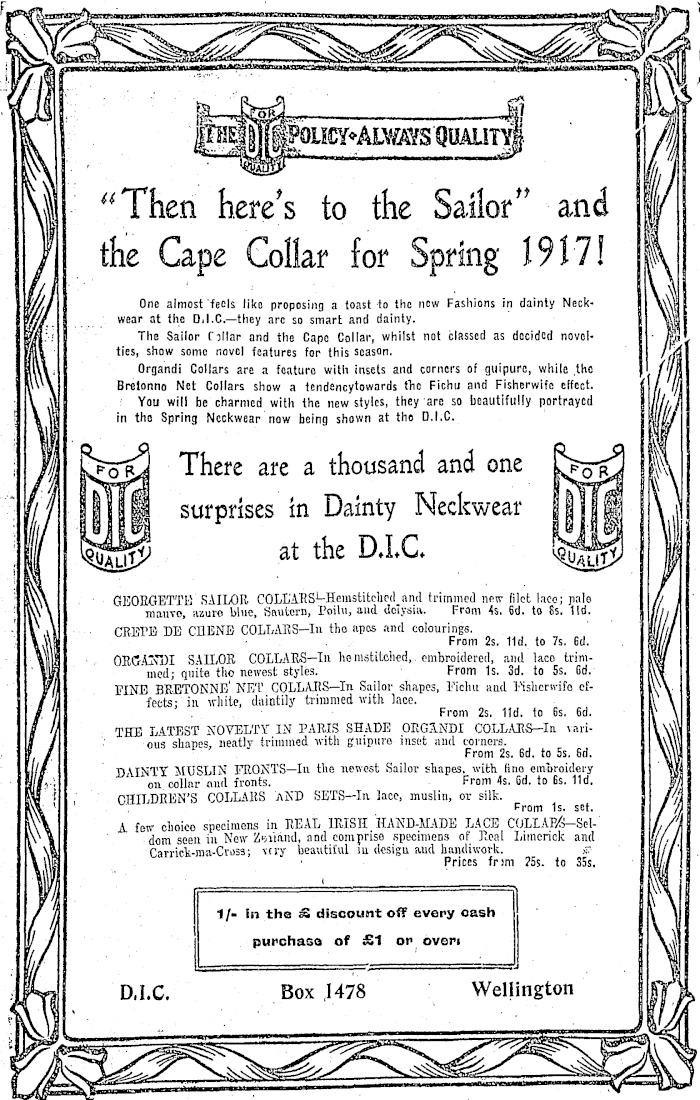 THE DIC POLICY ALWAYS QUALITY
FOR
QUALITY
"Then here's to the Sailor" and
the Cape Collar for Spring 1917!
One almost feels like proposing a toast to the new Fashions in dainty Neck-
wear at the D.I.C.—they are so smart and dainty.
The Sailor Collar and the Cape Collar, whilst not classed as decided novel-
ties, show some novel features for this season.
Organdi Collars are a feature with insets and corners of guipure, while the
Bretonno Net Collars show a tendencytowards the Fichu and Fisherwife effect.
You will be charmed with the new styles, they are so beautifully portrayed
in the Spring Neckwear now being shown at the D.I.C.
FOR
DIC
QUALITY
There are a thousand and one
surprises in Dainty Neckwear
at the D.I.C.
FOR
DIC
QUALITY
GEORGETTE SAILOR COLLARS—Hemstitched and trimmed new filet lace; pale
mauve, azure blue, Sautern, Poilu, and deiysia. From 4s. 6d. to 8s. 11d.
CREPE DE CHENE COLLARS—In the apes and colourings.
From 2s. 11d. to 7s. 6d.
ORGANDI SAILOR COLLARS—In hemstitched, embroidered, and lace trim-
med; quite the newest styles. From 1s. 3d. to 5s. 6d.
FINE BRETONNE NET COLLARS—In Sailor shapes, Fichu and Fisherwife ef-
fects; in white, daintily trimmed with lace.
From 2s. 11d. to 6s. 6d.
THE LATEST NOVELTY IN PARIS SHADE ORGANDI COLLARS—In vari-
ous shapes, neatly trimmed with guipure inset and corners.
From 2s. 6d. to 5s. 6d.
DAINTY MUSLIN FRONTS—In the newest Sailor shapes, with fine embroidery
on collar and fronts. From 4s. 6d. to 6s. 11d.
CHILDREN'S COLLARS AND SETS—In lace, muslin, or silk.
From 1s. set.
A few choice specimens in REAL IRISH HAND-MADE LACE COLLARS—Sel-
dom seen in New Zealand, and comprise specimens of Real Limerick and
Carrick-ma-Cross; very beautiful in design and handiwork.
Prices from 25s. to 35s.
1/- in the £ discount off every cash
purchase of £1 or over:
D.I.C. Box 1478 Wellington